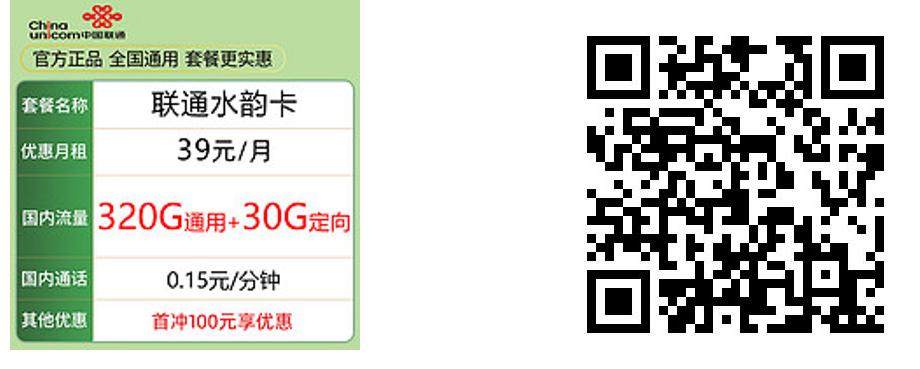 China
unicom中国联通
官方正品 全国通用 套餐更实惠
套餐名称 联通水韵卡
优惠月租 39元/月
国内流量 320G通用+30G定向
国内通话 0.15元/分钟
其他优惠 首冲100元享优惠